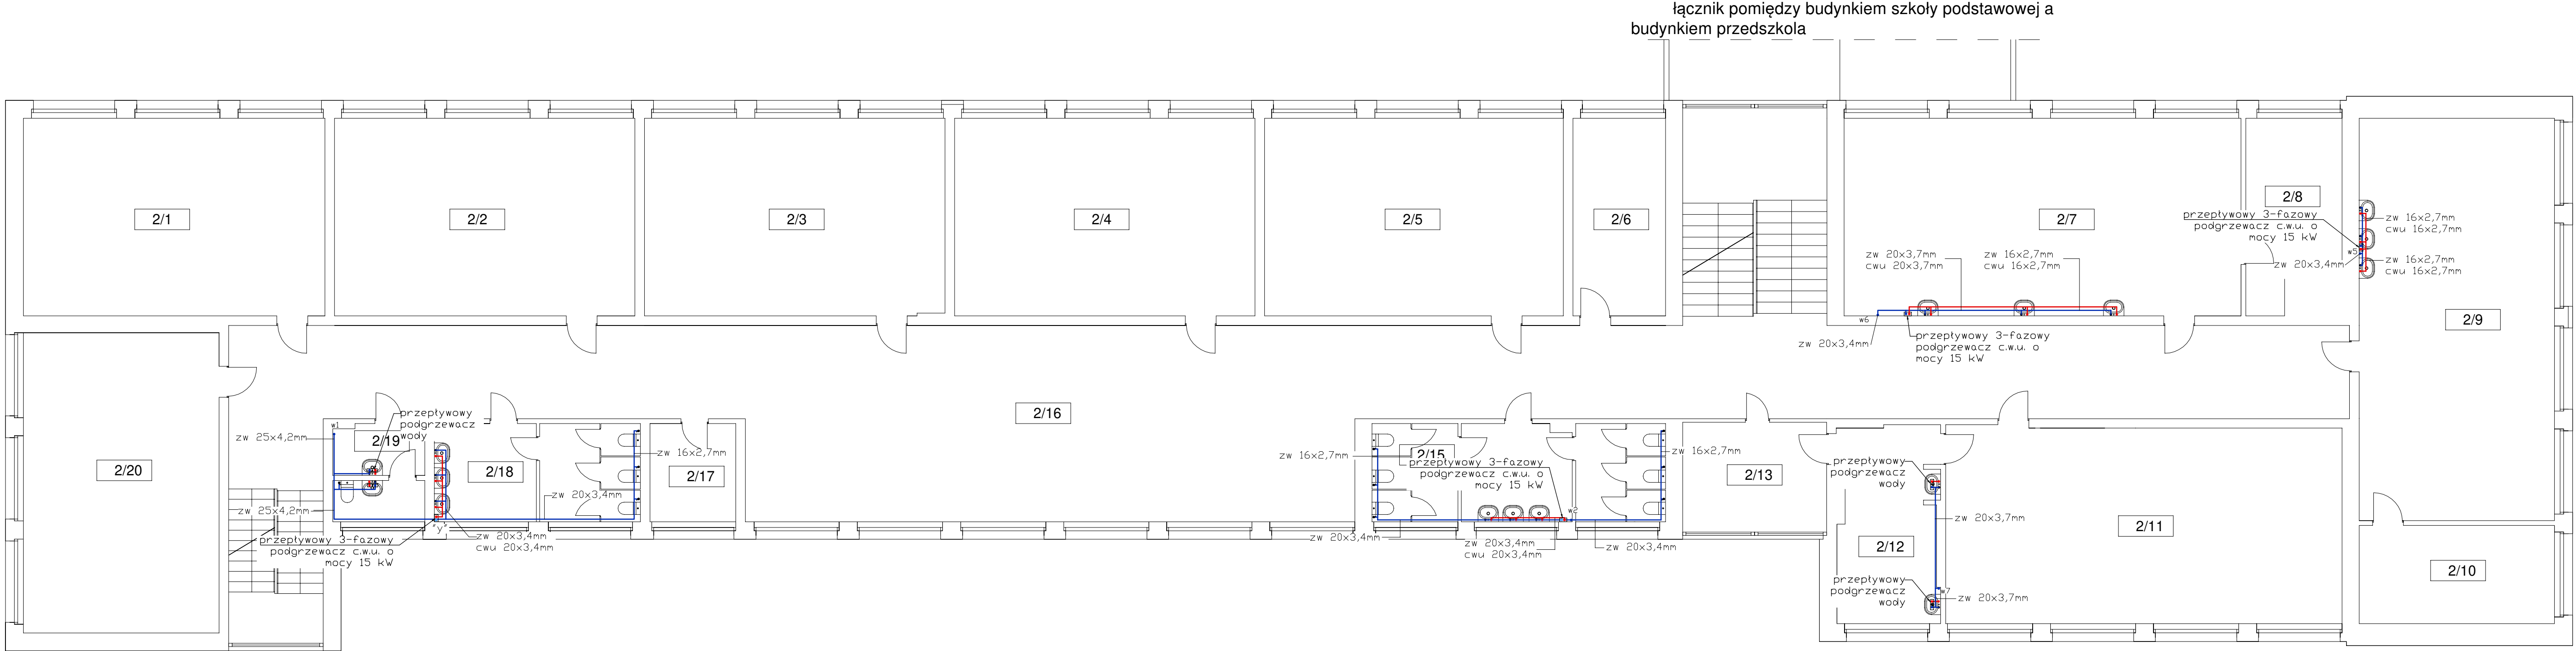 łącznik pomiędzy budynkiem szkoły podstawowej a
budynkiem przedszkola
2/1
2/2
2/3
2/4
2/5
2/6
2/7
2/8
przepływowy 3-fazowy
podgrzewacz c.w.u. o
mocy 15 kW
w5
zw 20x3,4mm
zw 16x2,7mm
cwu 16x2,7mm
zw 16x2,7mm
cwu 16x2,7mm
zw 20x3,7mm
cwu 20x3,7mm
zw 16x2,7mm
cwu 16x2,7mm
w6
zw 20x3,4mm
przepływowy 3-fazowy
podgrzewacz c.w.u. o
mocy 15 kW
2/9
2/16
2/20
w1
zw 25x4,2mm
2/19
przepływowy
podgrzewacz
wody
zw 25x4,2mm
2/18
zw 16x2,7mm
zw 20x3,4mm
2/17
przepływowy 3-fazowy
podgrzewacz c.w.u. o
mocy 15 kW
zw 20x3,4mm
cwu 20x3,4mm
zw 16x2,7mm
2/15
przepływowy 3-fazowy
podgrzewacz c.w.u. o
mocy 15 kW
w2
zw 16x2,7mm
zw 20x3,4mm
zw 20x3,4mm
cwu 20x3,4mm
zw 20x3,4mm
2/13
przepływowy
podgrzewacz
wody
zw 20x3,7mm
2/12
2/11
przepływowy
podgrzewacz
wody
w7
zw 20x3,7mm
2/10